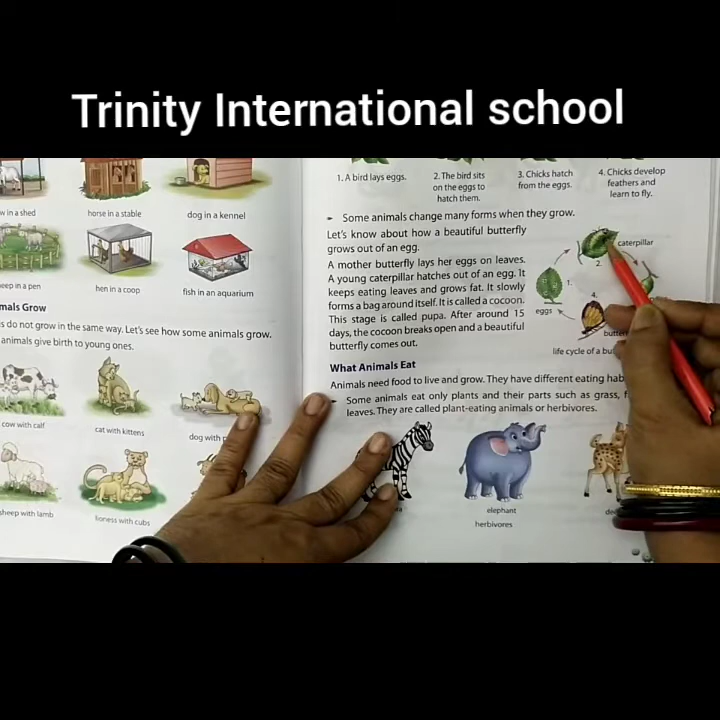 Trinity International school
in a shed
horse in a stable
dog in a kennel
in a pen
hen in a coop
fish in an aquarium
Grow
do not grow in the same way. Let's see how some animals grow.
animals give birth to young ones.
cow with calf
cat with kittens
dog with
sheep with lamb
lioness with cubs
1. A bird lays eggs.
2. The bird sits
on the eggs to
hatch them.
3. Chicks hatch
from the eggs.
4. Chicks develop
feathers and
learn to fly.
Some animals change many forms when they grow.
Let's know about how a beautiful butterfly
grows out of an egg.
A mother butterfly lays her eggs on leaves.
A young caterpillar hatches out of an egg. It
keeps eating leaves and grows fat. It slowly
forms a bag around itself. It is called a cocoon.
This stage is called pupa. After around 15
days, the cocoon breaks open and a beautiful
butterfly comes out.
caterpillar
2.
1.
eggs
4.
life cycle of a
What Animals Eat
Animals need food to live and grow. They have different eating
Some animals eat only plants and their parts such as grass,
leaves. They are called plant-eating animals or herbivores.
elephant
herbivores